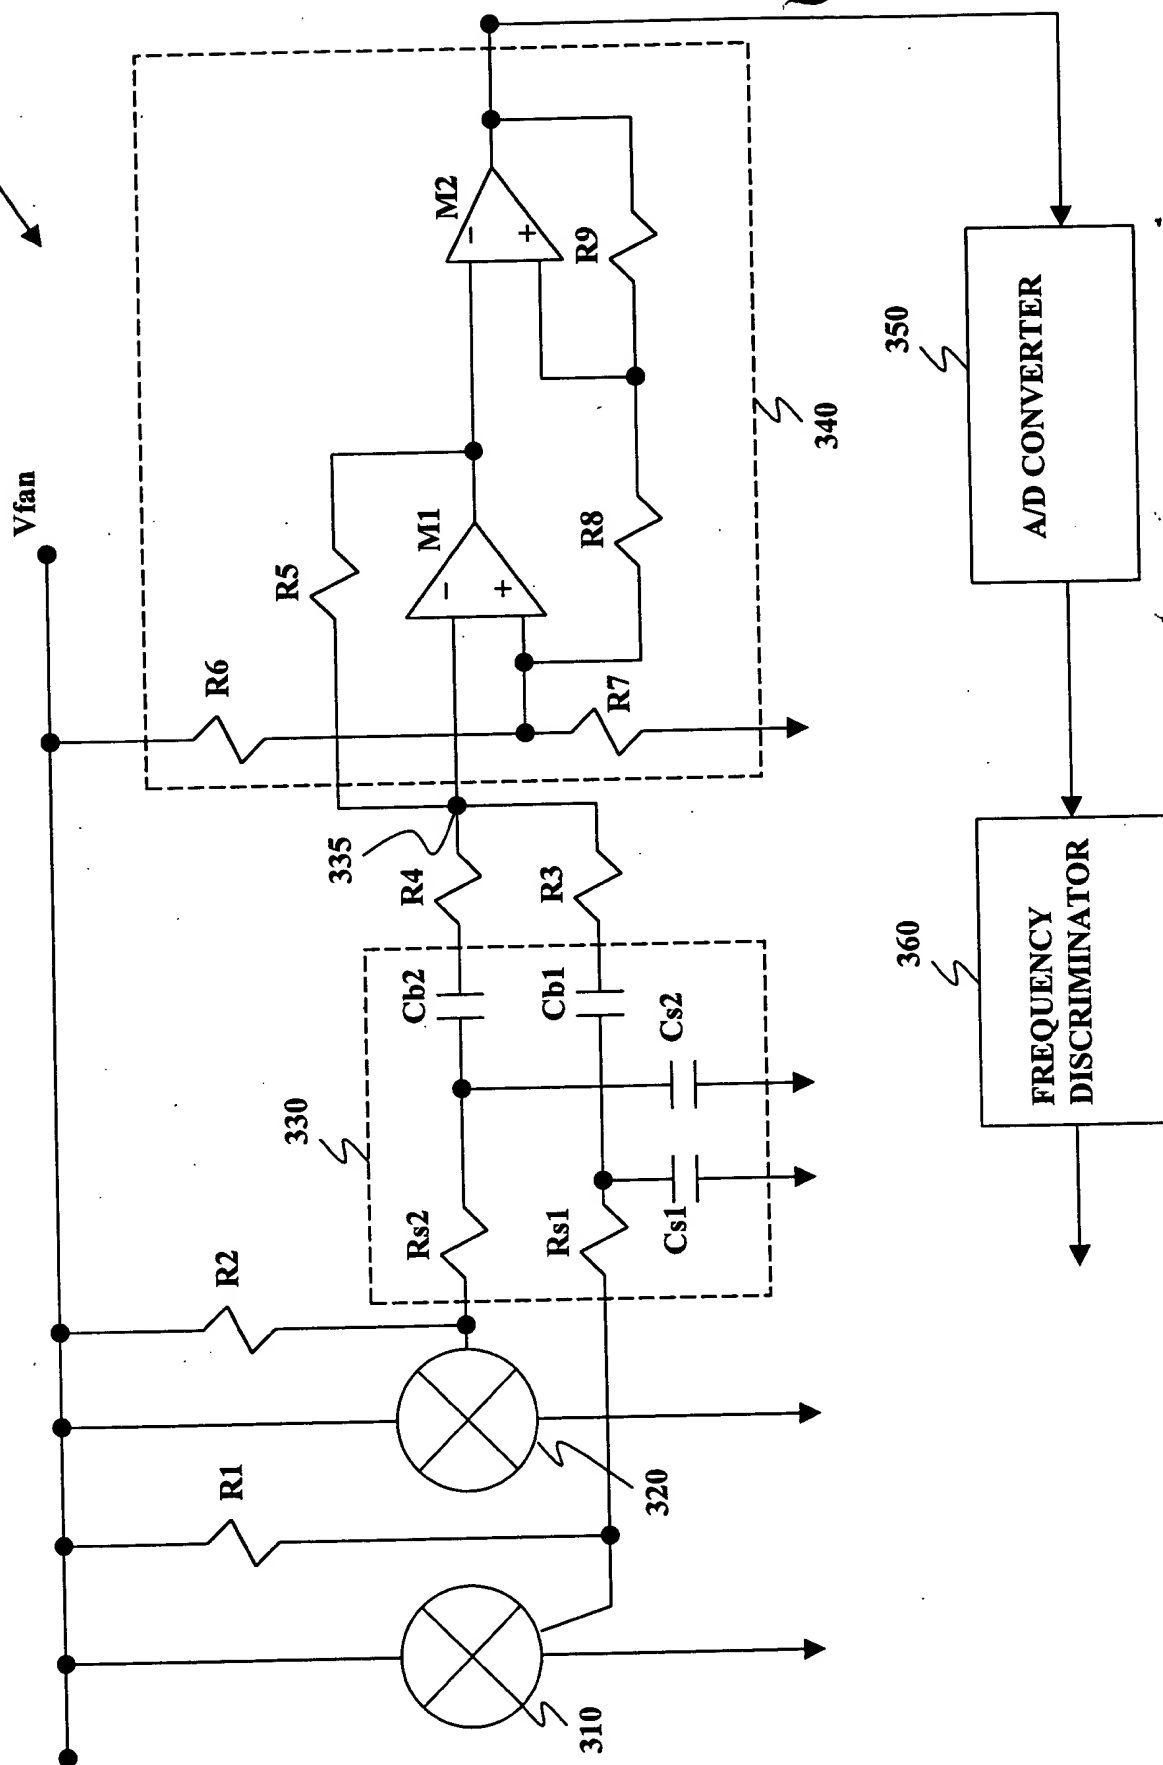 Vfan
R1
R2
R6
R5
M1
M2
R9
R8
R7
340
335
R4
R3
330
Cb2
Cb1
Cs2
Cs1
Rs2
Rs1
310
320
350
A/D CONVERTER
360
FREQUENCY
DISCRIMINATOR
−
+
−
+